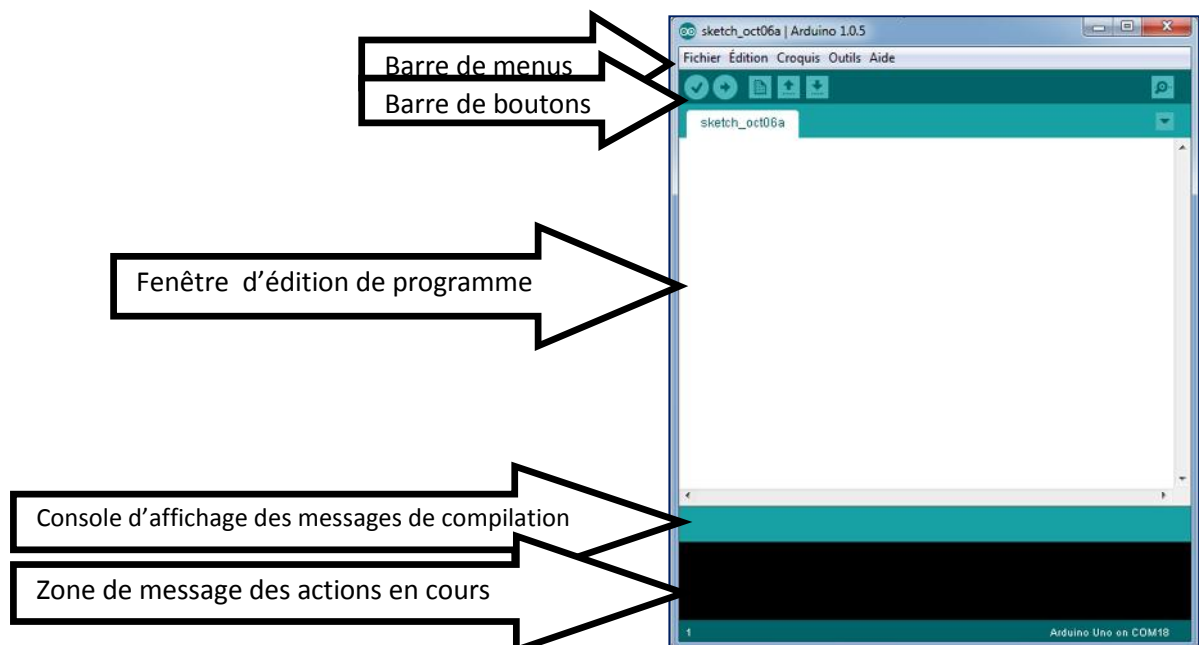 sketch_oct06a | Arduino 1.0.5
Fichier Édition Croquis Outils Aide
Barre de menus
Barre de boutons
sketch_oct06a
Fenêtre d’édition de programme
Console d’affichage des messages de compilation
Zone de message des actions en cours
1
Arduino Uno on COM18